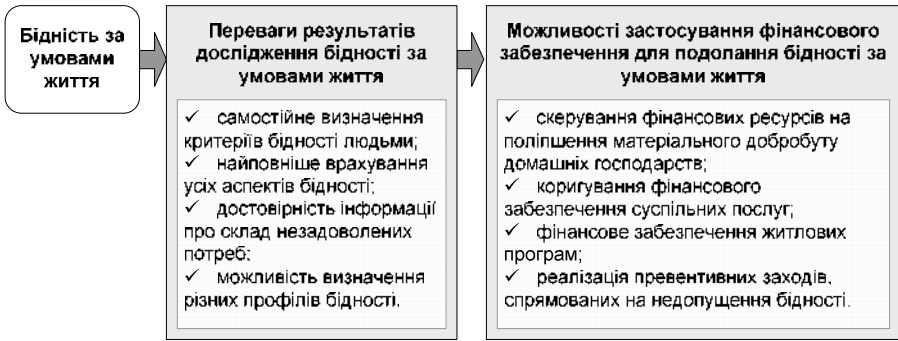 Бідність за
умовами
життя
Переваги результатів
дослідження бідності за
умовами життя
✓ самостійне визначення
критеріїв бідності людьми;
✓ найповніше врахування
усіх аспектів бідності;
✓ достовірність інформації
про склад незадоволених
потреб;
✓ можливість визначення
різних профілів бідності.
Можливості застосування фінансового
забезпечення для подолання бідності за
умовами життя
✓ скерування фінансових ресурсів на
поліпшення матеріального добробуту
домашніх господарств;
✓ коригування фінансового
забезпечення суспільних послуг;
✓ фінансове забезпечення житлових
програм;
✓ реалізація превентивних заходів,
спрямованих на недопущення бідності.